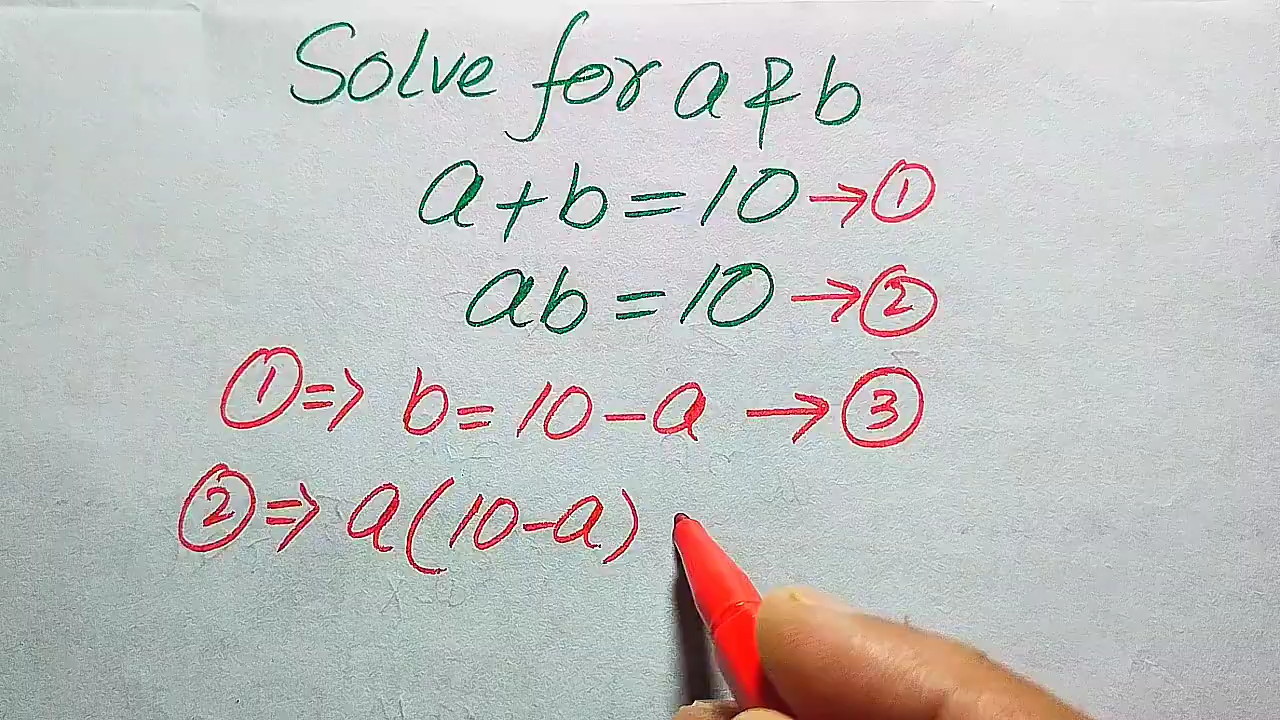 Solve for a & b
a+b=10→①
ab=10→②
①=> b=10-a →③
②=> a(10-a)